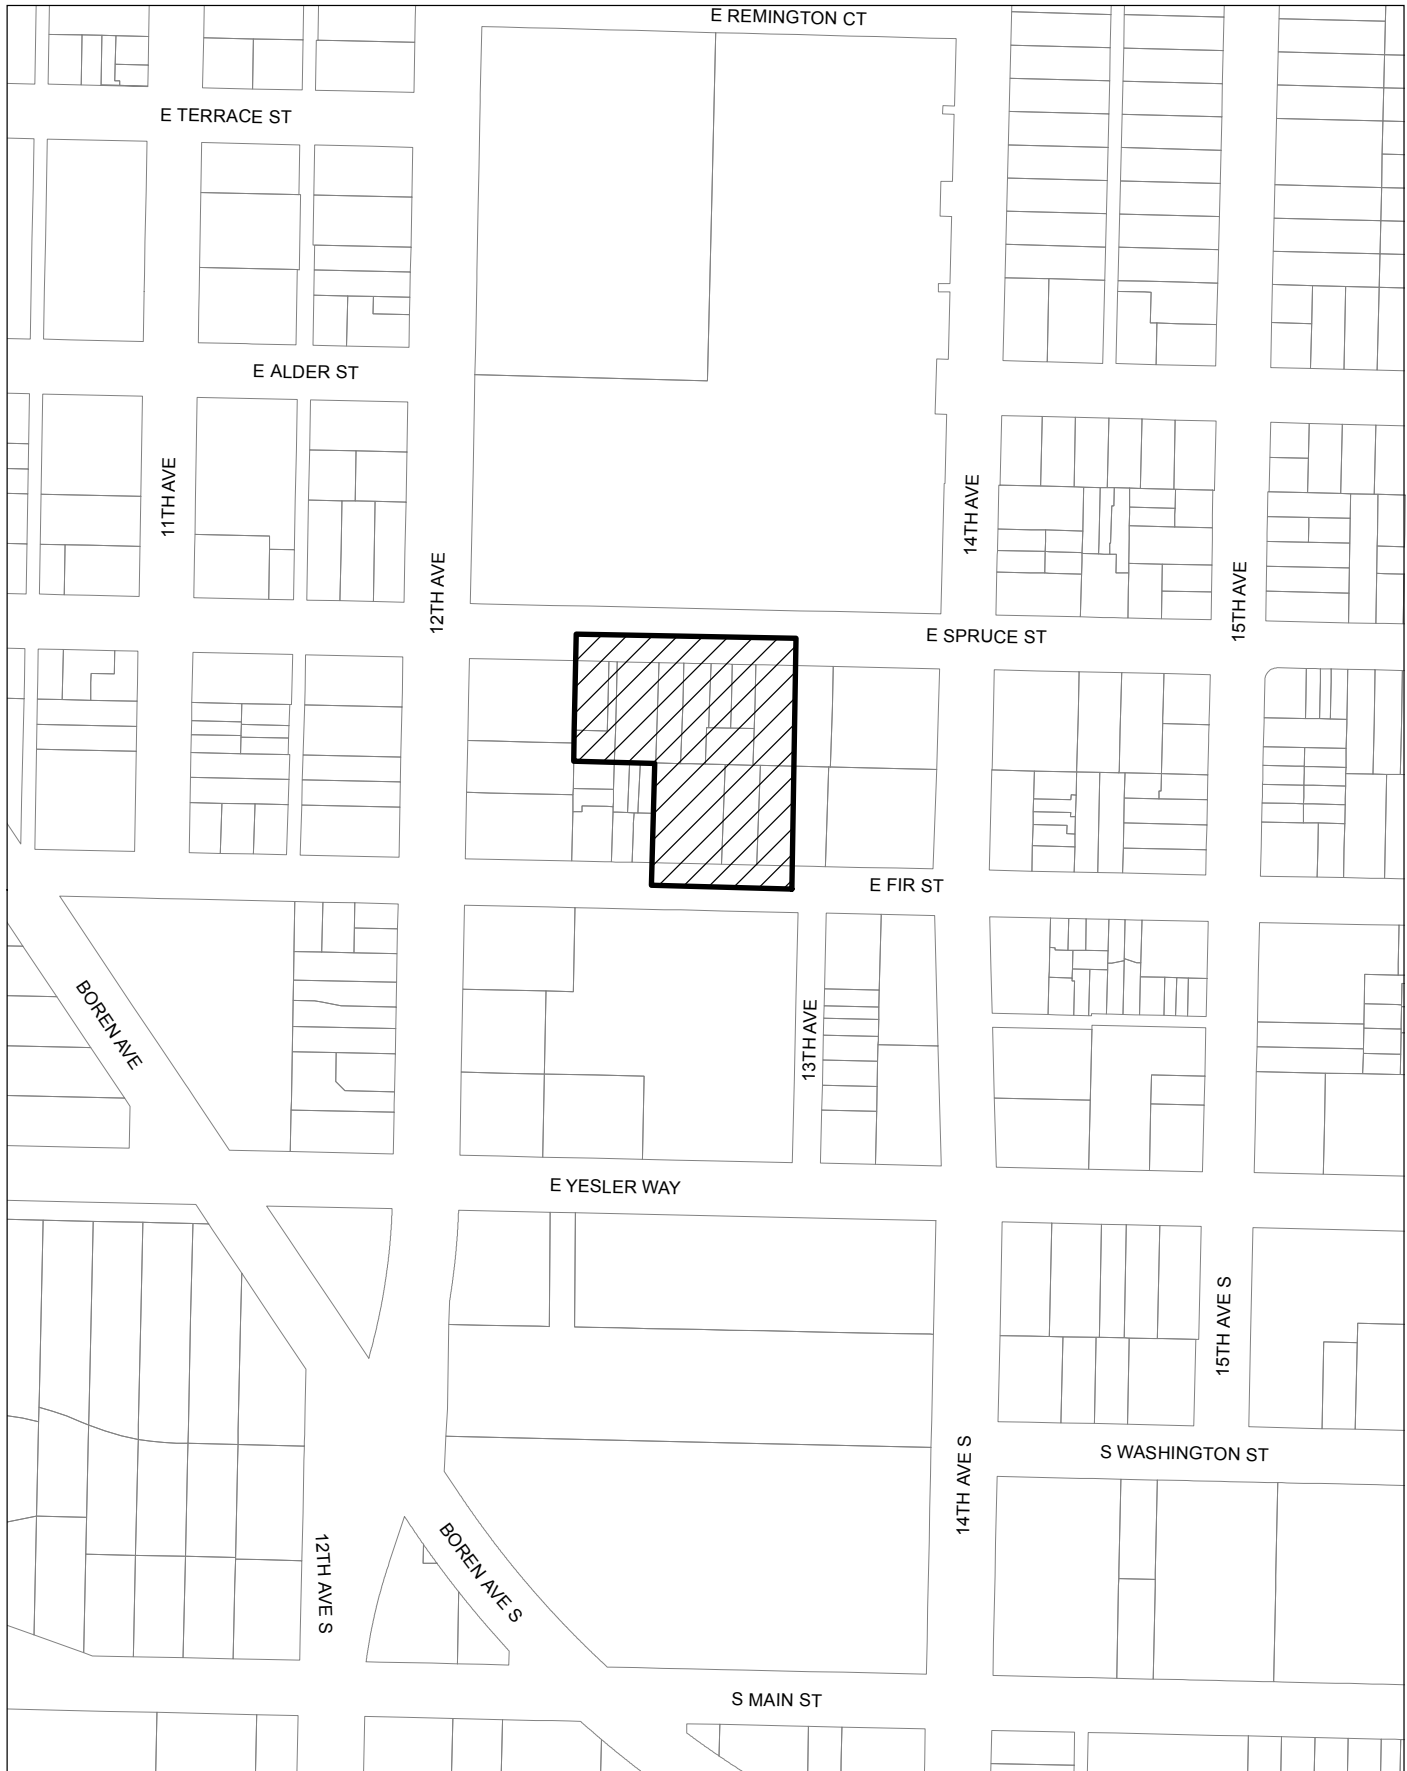 E REMINGTON CT
E TERRACE ST
E ALDER ST
11TH AVE
12TH AVE
14TH AVE
15TH AVE
E SPRUCE ST
E FIR ST
BOREN AVE
13TH AVE
E YESLER WAY
15TH AVE S
14TH AVE S
S WASHINGTON ST
12TH AVE S
BOREN AVE S
S MAIN ST